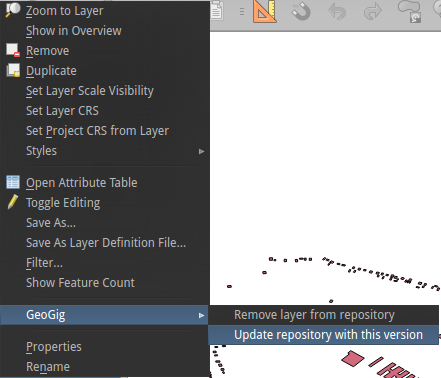 Zoom to Layer
Show in Overview
Remove
Duplicate
Set Layer Scale Visibility
Set Layer CRS
Set Project CRS from Layer
Styles
Open Attribute Table
Toggle Editing
Save As...
Save As Layer Definition File...
Filter...
Show Feature Count
GeoGig
Remove layer from repository
Update repository with this version
Properties
Rename